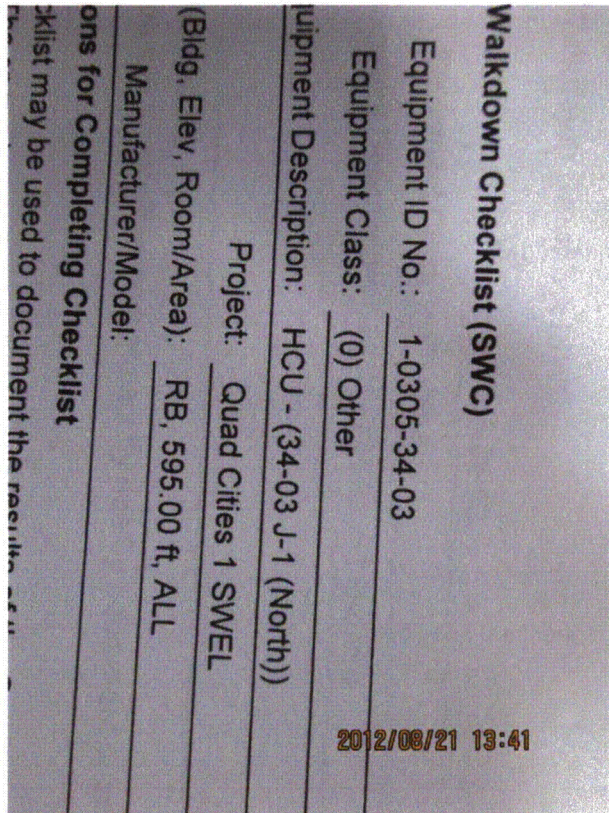 Walkdown Checklist (SWC)
Equipment ID No.: 1-0305-34-03
Equipment Class: (0) Other
uipment Description: HCU - (34-03 J-1 (North))
Project: Quad Cities 1 SWEL
(Bldg, Elev, Room/Area): RB, 595.00 ft, ALL
Manufacturer/Model:
ons for Completing Checklist
cklist may be used to document the results of
2012/08/21 13:41